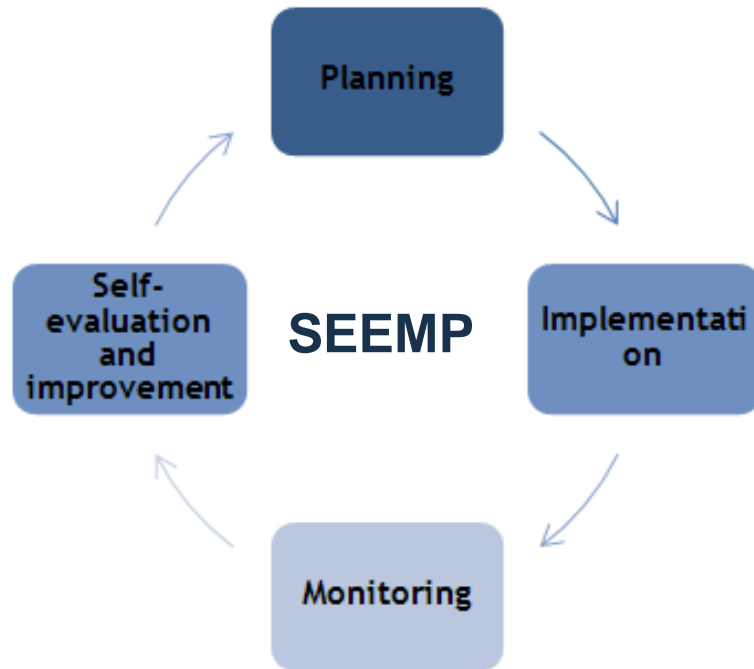 Planning
Self-
evaluation
and
improvement
SEEMP
Implementati
on
Monitoring